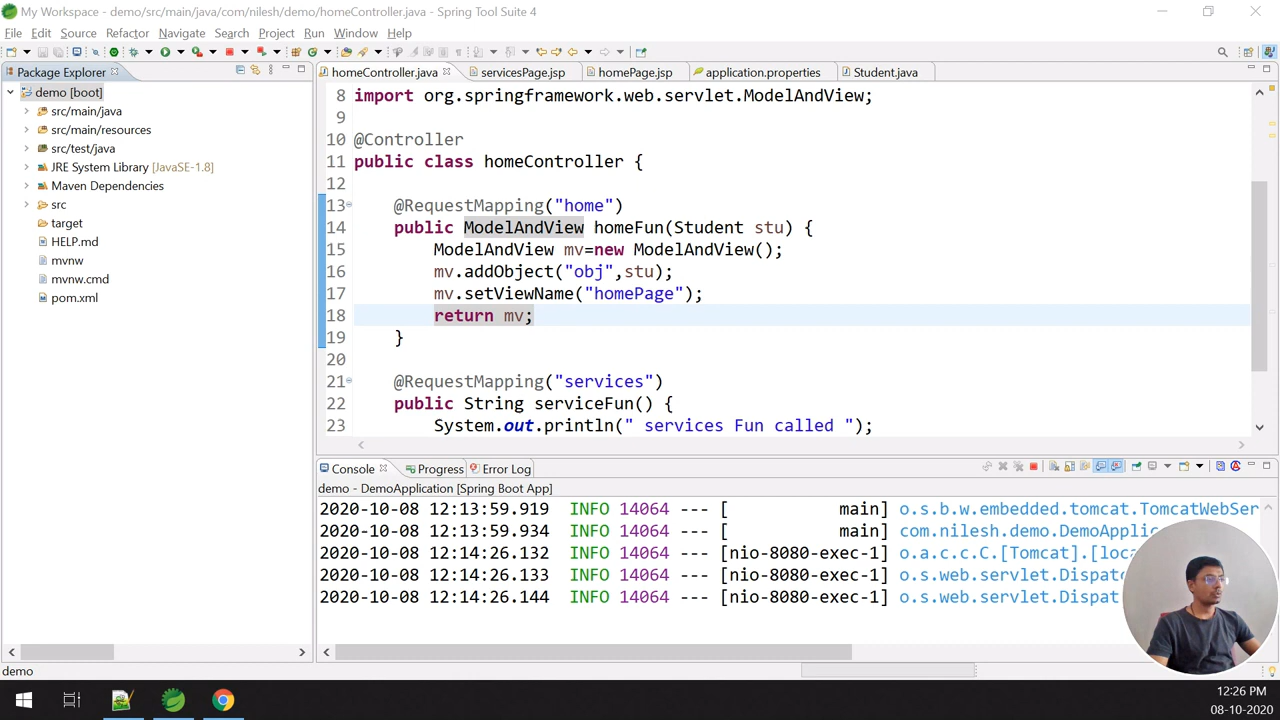 My Workspace - demo/src/main/java/com/nilesh/demo/homeController.java - Spring Tool Suite 4
File Edit Source Refactor Navigate Search Project Run Window Help
Package Explorer
demo [boot]
src/main/java
src/main/resources
src/test/java
JRE System Library [JavaSE-1.8]
Maven Dependencies
src
target
HELP.md
mvnw
mvnw.cmd
pom.xml
homeController.java servicesPage.jsp homePage.jsp application.properties Student.java
8 import org.springframework.web.servlet.ModelAndView;
9
10 @Controller
11 public class homeController {
12
13 @RequestMapping("home")
14 public ModelAndView homeFun(Student stu) {
15 ModelAndView mv=new ModelAndView();
16 mv.addObject("obj",stu);
17 mv.setViewName("homePage");
18 return mv;
19 }
20
21 @RequestMapping("services")
22 public String serviceFun() {
23 System.out.println(" services Fun called ");
Console Progress Error Log
demo - DemoApplication [Spring Boot App]
2020-10-08 12:13:59.919 INFO 14064 --- [ main] o.s.b.w.embedded.tomcat.TomcatWebSer
2020-10-08 12:13:59.934 INFO 14064 --- [ main] com.nilesh.demo.DemoApplic
2020-10-08 12:14:26.132 INFO 14064 --- [nio-8080-exec-1] o.a.c.c.C.[Tomcat].[loca
2020-10-08 12:14:26.133 INFO 14064 --- [nio-8080-exec-1] o.s.web.servlet.Dispatc
2020-10-08 12:14:26.144 INFO 14064 --- [nio-8080-exec-1] o.s.web.servlet.Dispat
demo
12:26 PM
08-10-2020